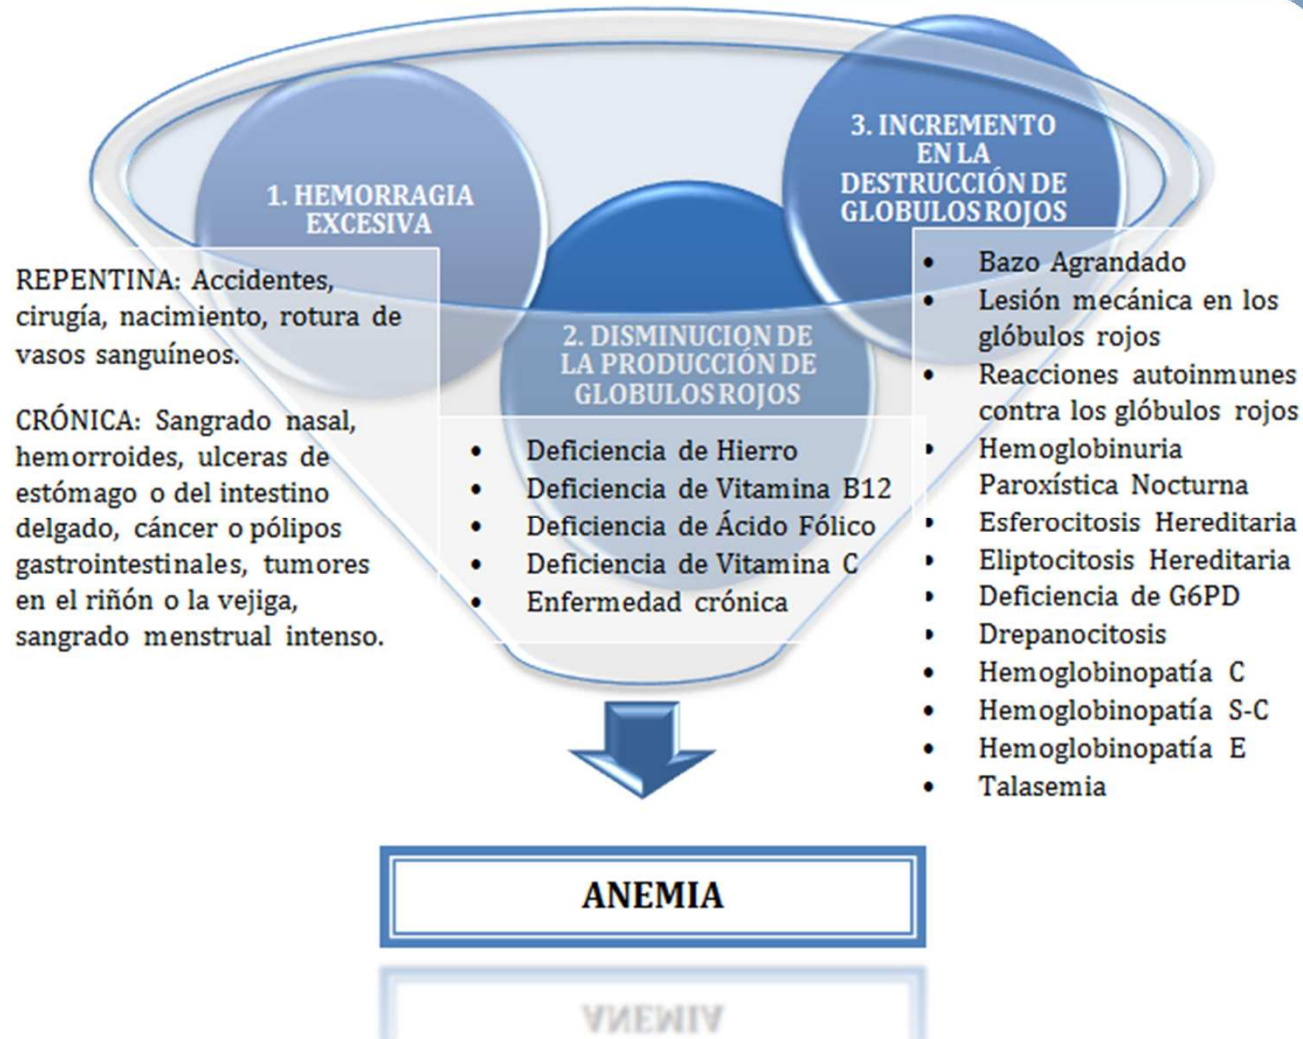 1. HEMORRAGIA
EXCESIVA
REPENTINA: Accidentes,
cirugía, nacimiento, rotura de
vasos sanguíneos.
CRÓNICA: Sangrado nasal,
hemorroides, ulceras de
estómago o del intestino
delgado, cáncer o pólipos
gastrointestinales, tumores
en el riñón o la vejiga,
sangrado menstrual intenso.
2. DISMINUCION DE
LA PRODUCCIÓN DE
GLOBULOS ROJOS
• Deficiencia de Hierro
• Deficiencia de Vitamina B12
• Deficiencia de Ácido Fólico
• Deficiencia de Vitamina C
• Enfermedad crónica
3. INCREMENTO
EN LA
DESTRUCCIÓN DE
GLOBULOS ROJOS
• Bazo Agrandado
• Lesión mecánica en los
glóbulos rojos
• Reacciones autoinmunes
contra los glóbulos rojos
• Hemoglobinuria
Paroxística Nocturna
• Esferocitosis Hereditaria
• Eliptocitosis Hereditaria
• Deficiencia de G6PD
• Drepanocitosis
• Hemoglobinopatía C
• Hemoglobinopatía S-C
• Hemoglobinopatía E
• Talasemia
ANEMIA